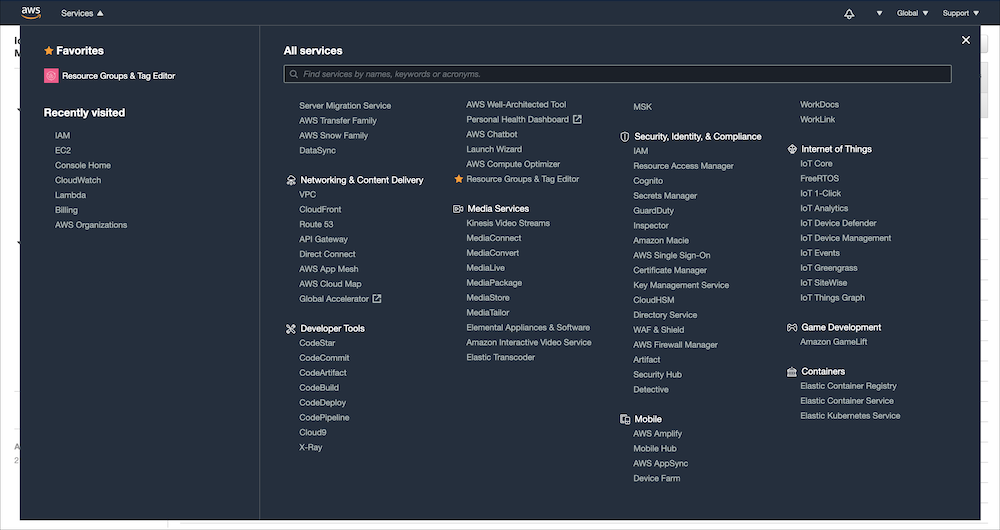 aws
Services
Global
Support
Favorites
Resource Groups & Tag Editor
Recently visited
IAM
EC2
Console Home
CloudWatch
Lambda
Billing
AWS Organizations
All services
Find services by names, keywords or acronyms.
Server Migration Service
AWS Transfer Family
AWS Snow Family
DataSync
Networking & Content Delivery
VPC
CloudFront
Route 53
API Gateway
Direct Connect
AWS App Mesh
AWS Cloud Map
Global Accelerator
Developer Tools
CodeStar
CodeCommit
CodeArtifact
CodeBuild
CodeDeploy
CodePipeline
Cloud9
X-Ray
AWS Well-Architected Tool
Personal Health Dashboard
AWS Chatbot
Launch Wizard
AWS Compute Optimizer
Resource Groups & Tag Editor
Media Services
Kinesis Video Streams
MediaConnect
MediaConvert
MediaLive
MediaPackage
MediaStore
MediaTailor
Elemental Appliances & Software
Amazon Interactive Video Service
Elastic Transcoder
MSK
Security, Identity, & Compliance
IAM
Resource Access Manager
Cognito
Secrets Manager
GuardDuty
Inspector
Amazon Macie
AWS Single Sign-On
Certificate Manager
Key Management Service
CloudHSM
Directory Service
WAF & Shield
AWS Firewall Manager
Artifact
Security Hub
Detective
Mobile
AWS Amplify
Mobile Hub
AWS AppSync
Device Farm
WorkDocs
WorkLink
Internet of Things
IoT Core
FreeRTOS
IoT 1-Click
IoT Analytics
IoT Device Defender
IoT Device Management
IoT Events
IoT Greengrass
IoT SiteWise
IoT Things Graph
Game Development
Amazon GameLift
Containers
Elastic Container Registry
Elastic Container Service
Elastic Kubernetes Service